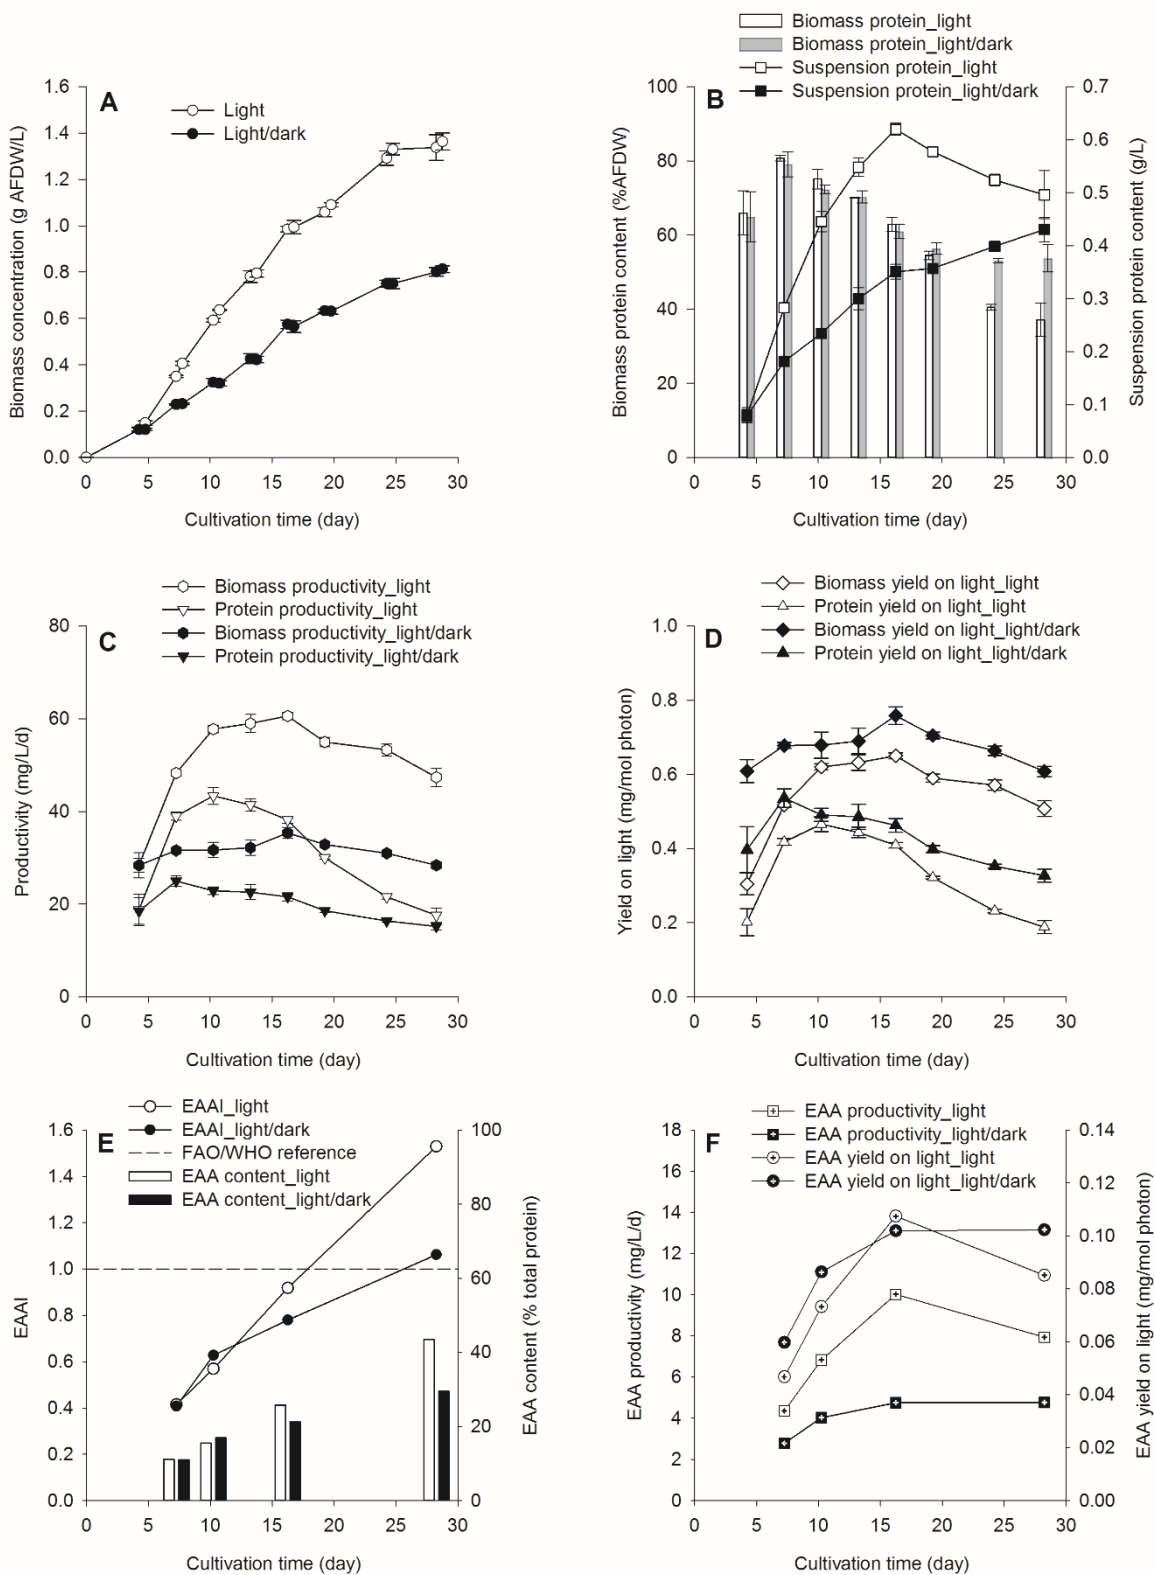 A
Light
Light/dark
Biomass concentration (g AFDW/L)
1.6
1.4
1.2
1.0
0.8
0.6
0.4
0.2
0.0
0 5 10 15 20 25 30
Cultivation time (day)
Biomass protein_light
Biomass protein_light/dark
Suspension protein_light
Suspension protein_light/dark
B
Biomass protein content (%AFDW)
100
80
60
40
20
0
Suspension protein content (g/L)
0.7
0.6
0.5
0.4
0.3
0.2
0.1
0.0
0 5 10 15 20 25 30
Cultivation time (day)
Biomass productivity_light
Protein productivity_light
Biomass productivity_light/dark
Protein productivity_light/dark
C
Productivity (mg/L/d)
80
60
40
20
0
0 5 10 15 20 25 30
Cultivation time (day)
Biomass yield on light_light
Protein yield on light_light
Biomass yield on light_light/dark
Protein yield on light_light/dark
D
Yield on light (mg/mol photon)
1.0
0.8
0.6
0.4
0.2
0.0
0 5 10 15 20 25 30
Cultivation time (day)
EAAI_light
EAAI_light/dark
FAO/WHO reference
EAA content_light
EAA content_light/dark
E
EAAI
1.6
1.4
1.2
1.0
0.8
0.6
0.4
0.2
0.0
EAA content (% total protein)
100
80
60
40
20
0
0 5 10 15 20 25 30
Cultivation time (day)
EAA productivity_light
EAA productivity_light/dark
EAA yield on light_light
EAA yield on light_light/dark
F
EAA productivity (mg/L/d)
18
16
14
12
10
8
6
4
2
0
EAA yield on light (mg/mol photon)
0.14
0.12
0.10
0.08
0.06
0.04
0.02
0.00
0 5 10 15 20 25 30
Cultivation time (day)